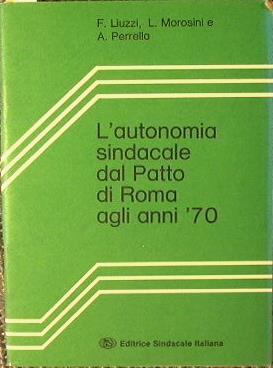 F. Liuzzi, L. Morosini e
A. Perrella
L'autonomia
sindacale
dal Patto
di Roma
agli anni '70
Editrice Sindacale Italiana